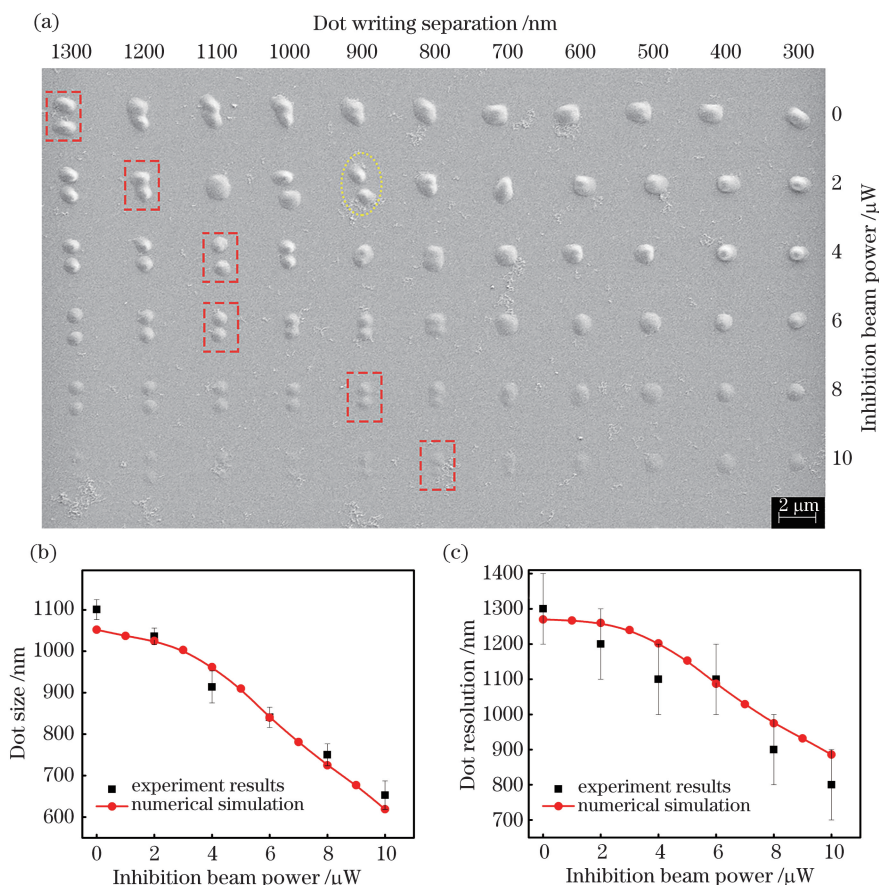 (a)
Dot writing separation /nm
1300 1200 1100 1000 900 800 700 600 500 400 300
0
2
4
6
8
10
Inhibition beam power /μW
2 μm
(b)
1100
1000
900
800
700
600
Dot size /nm
experiment results
numerical simulation
0 2 4 6 8 10
Inhibition beam power /μW
(c)
1400
1300
1200
1100
1000
900
800
700
Dot resolution /nm
experiment results
numerical simulation
0 2 4 6 8 10
Inhibition beam power /μW